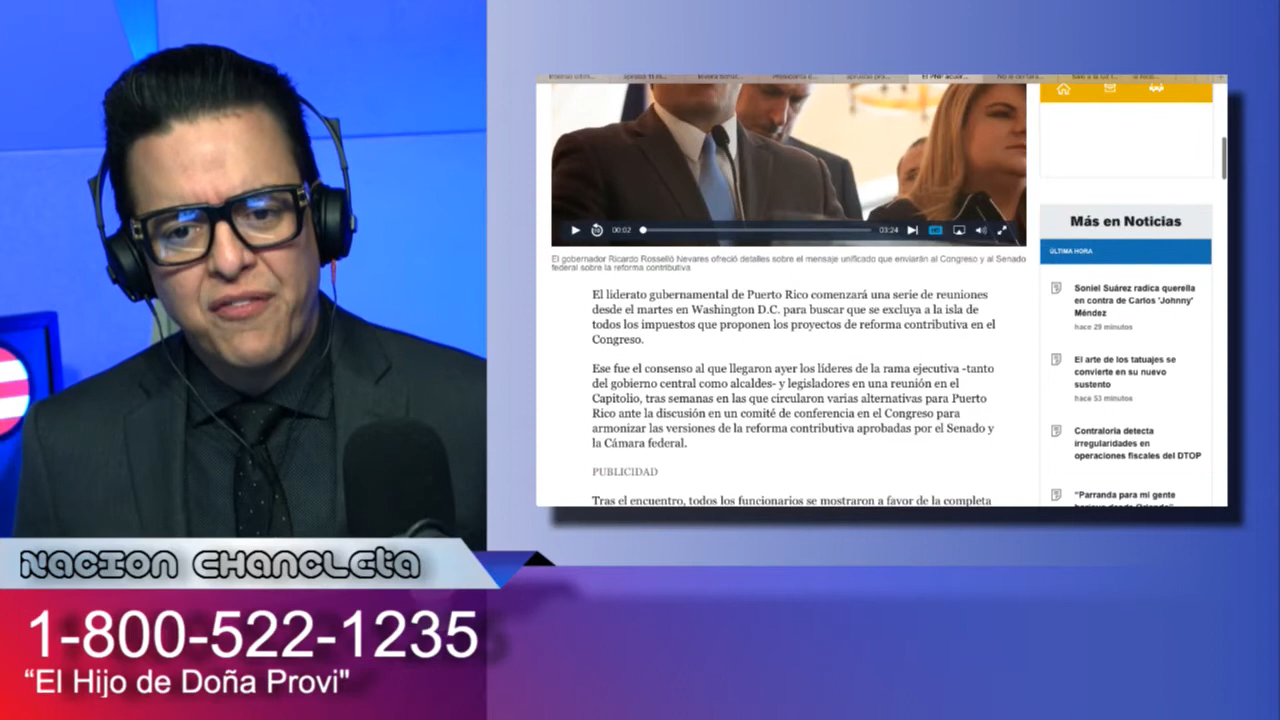 El PNP acuer...
00:02
03:24
HD
El gobernador Ricardo Rosselló Nevares ofreció detalles sobre el mensaje unificado que enviarán al Congreso y al Senado
federal sobre la reforma contributiva
El liderato gubernamental de Puerto Rico comenzará una serie de reuniones
desde el martes en Washington D.C. para buscar que se excluya a la isla de
todos los impuestos que proponen los proyectos de reforma contributiva en el
Congreso.
Ese fue el consenso al que llegaron ayer los líderes de la rama ejecutiva -tanto
del gobierno central como alcaldes- y legisladores en una reunión en el
Capitolio, tras semanas en las que circularon varias alternativas para Puerto
Rico ante la discusión en un comité de conferencia en el Congreso para
armonizar las versiones de la reforma contributiva aprobadas por el Senado y
la Cámara federal.
PUBLICIDAD
Tras el encuentro, todos los funcionarios se mostraron a favor de la completa
Más en Noticias
ÚLTIMA HORA
Soniel Suárez radica querella
en contra de Carlos 'Johnny'
Méndez
hace 29 minutos
El arte de los tatuajes se
convierte en su nuevo
sustento
hace 53 minutos
Contraloría detecta
irregularidades en
operaciones fiscales del DTOP
"Parranda para mi gente
NACION CHANCLETA
1-800-522-1235
“El Hijo de Doña Provi"